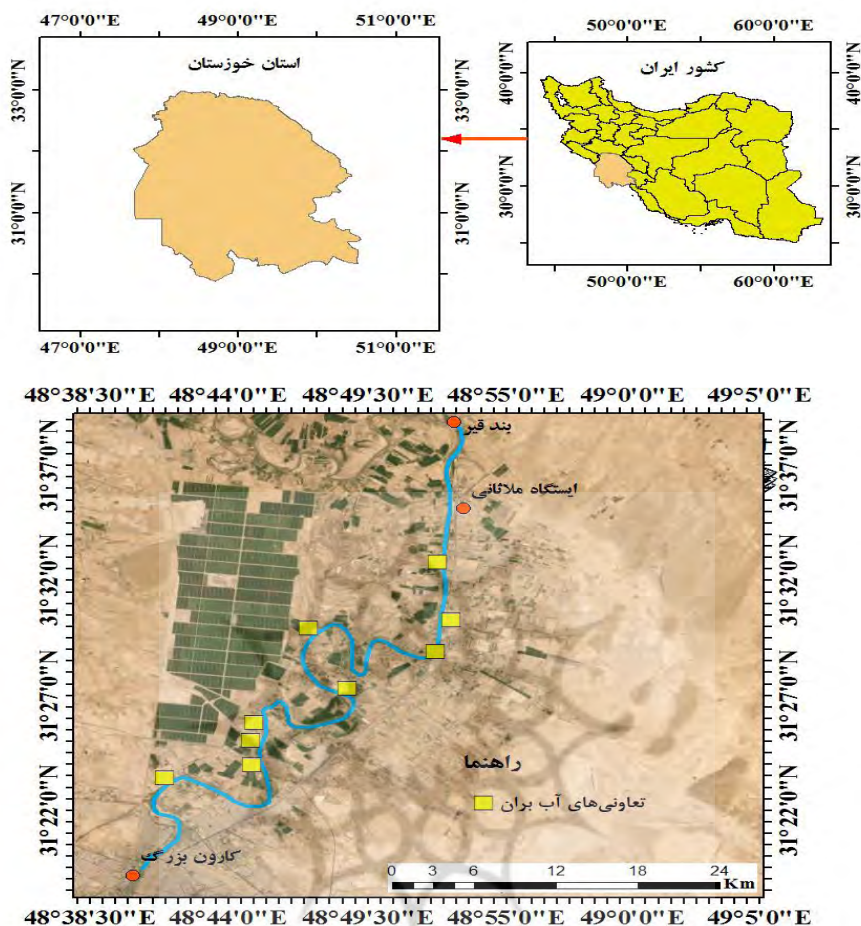 47°0'0"E 49°0'0"E 51°0'0"E
استان خوزستان
33°0'0"N
31°0'0"N
33°0'0"N
31°0'0"N
47°0'0"E 49°0'0"E 51°0'0"E
50°0'0"E 60°0'0"E
کشور ایران
40°0'0"N
30°0'0"N
40°0'0"N
30°0'0"N
50°0'0"E 60°0'0"E
48°38'30"E 48°44'0"E 48°49'30"E 48°55'0"E 49°0'0"E 49°5'0"E
بند قیر
ایستگاه ملاثانی
31°37'0"N
31°32'0"N
31°27'0"N
31°22'0"N
31°37'0"N
31°32'0"N
31°27'0"N
31°22'0"N
راهنما
تعاونی‌های آب بران
کارون بزرگ
0 3 6 12 18 24
Km
48°38'30"E 48°44'0"E 48°49'30"E 48°55'0"E 49°0'0"E 49°5'0"E